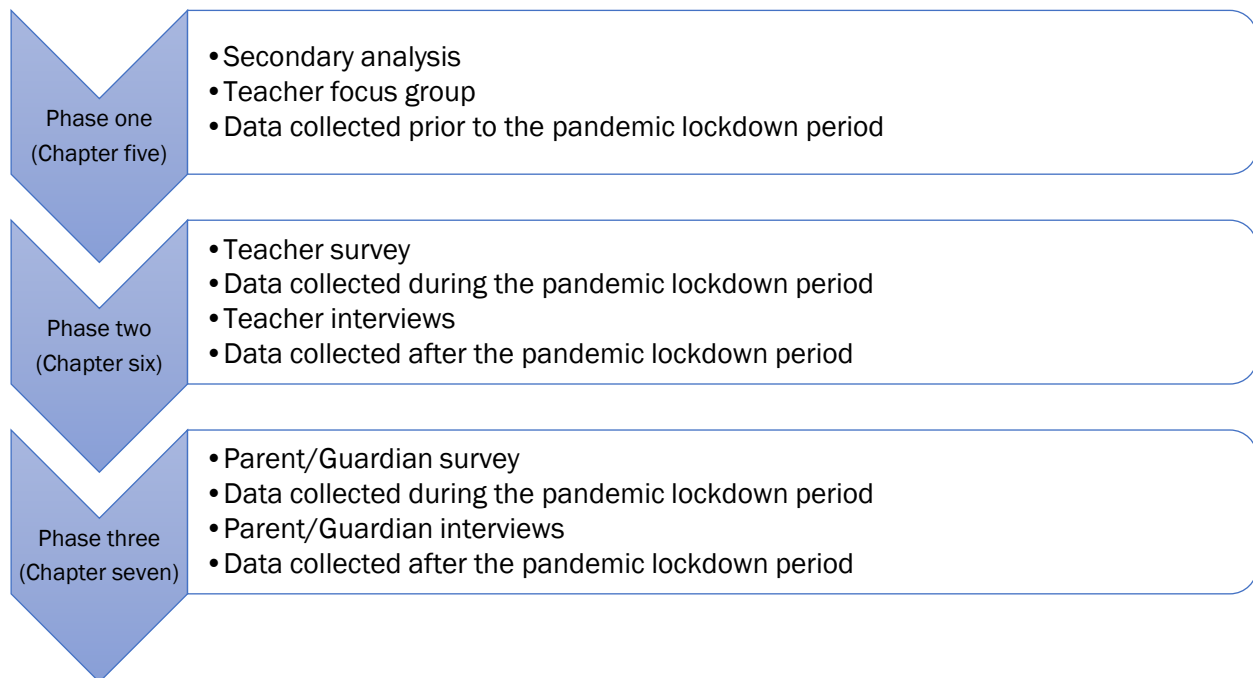 Phase one
(Chapter five)
•Secondary analysis
•Teacher focus group
•Data collected prior to the pandemic lockdown period
Phase two
(Chapter six)
•Teacher survey
•Data collected during the pandemic lockdown period
•Teacher interviews
•Data collected after the pandemic lockdown period
Phase three
(Chapter seven)
•Parent/Guardian survey
•Data collected during the pandemic lockdown period
•Parent/Guardian interviews
•Data collected after the pandemic lockdown period